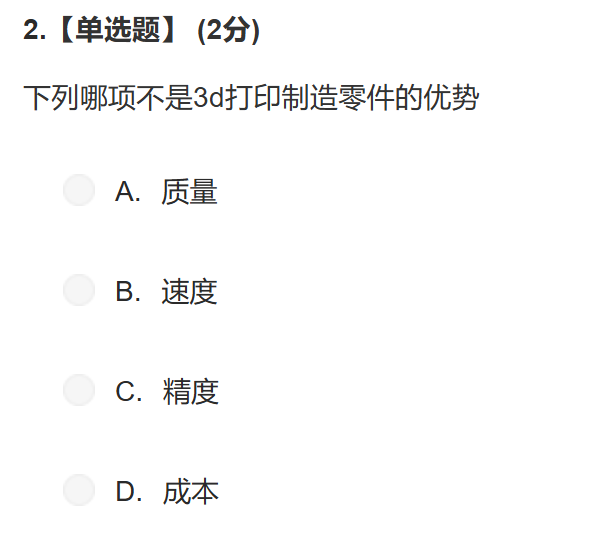 2.【单选题】 (2分)
下列哪项不是3d打印制造零件的优势
A. 质量
B. 速度
C. 精度
D. 成本